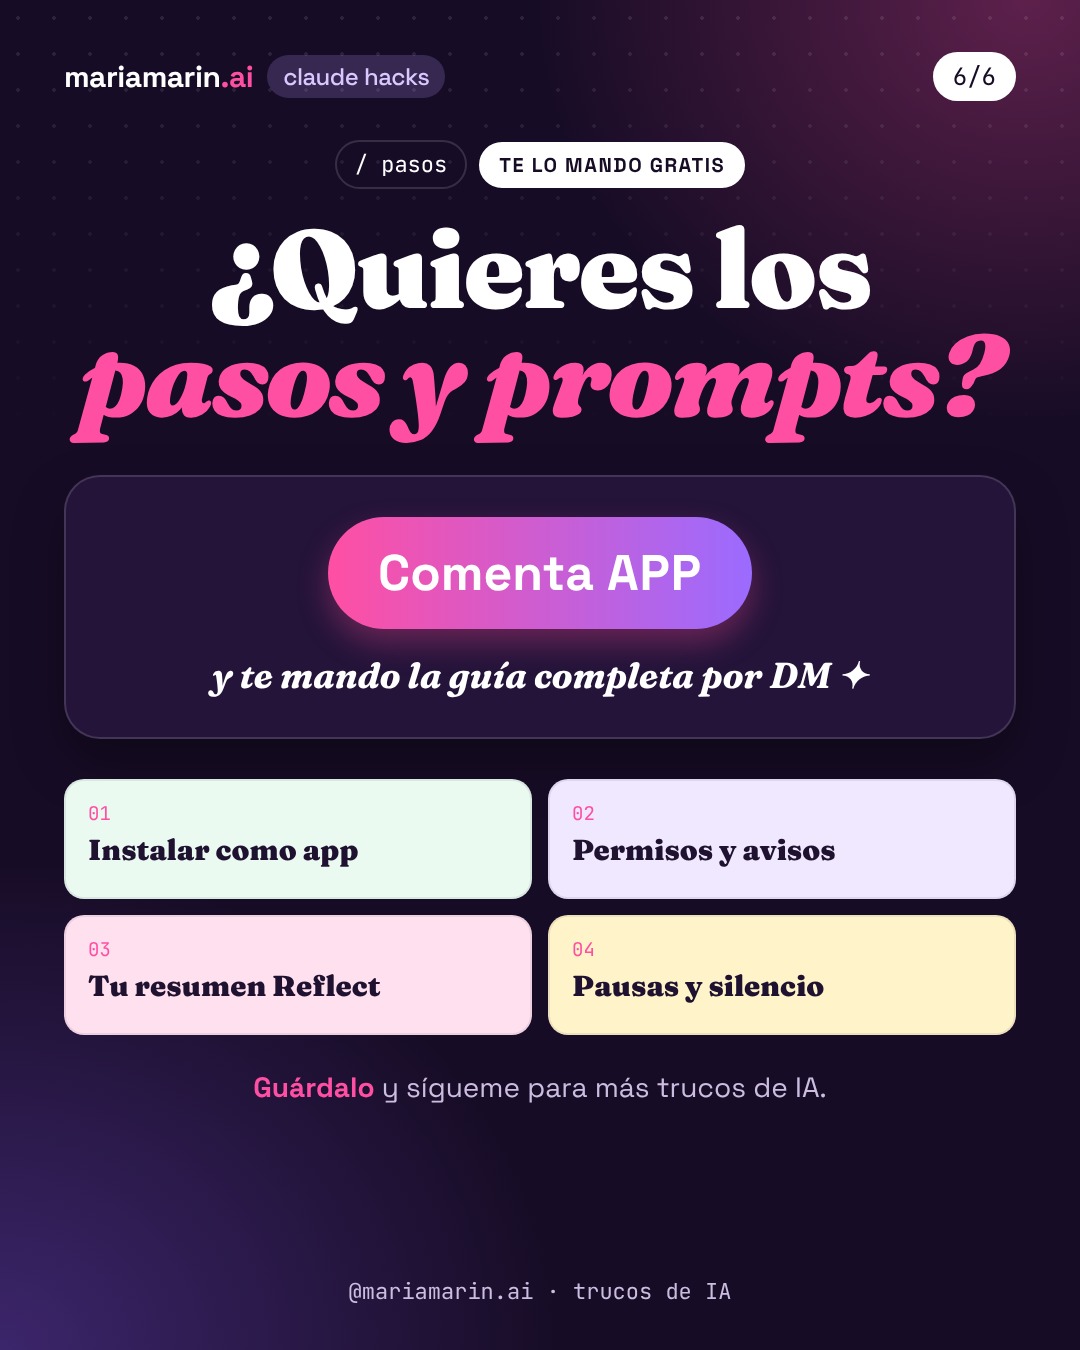 mariamarin.ai claude hacks 6/6
/ pasos TE LO MANDO GRATIS
¿Quieres los
pasos y prompts?
Comenta APP
y te mando la guía completa por DM ✦
01
Instalar como app
02
Permisos y avisos
03
Tu resumen Reflect
04
Pausas y silencio
Guárdalo y sígueme para más trucos de IA.
@mariamarin.ai · trucos de IA